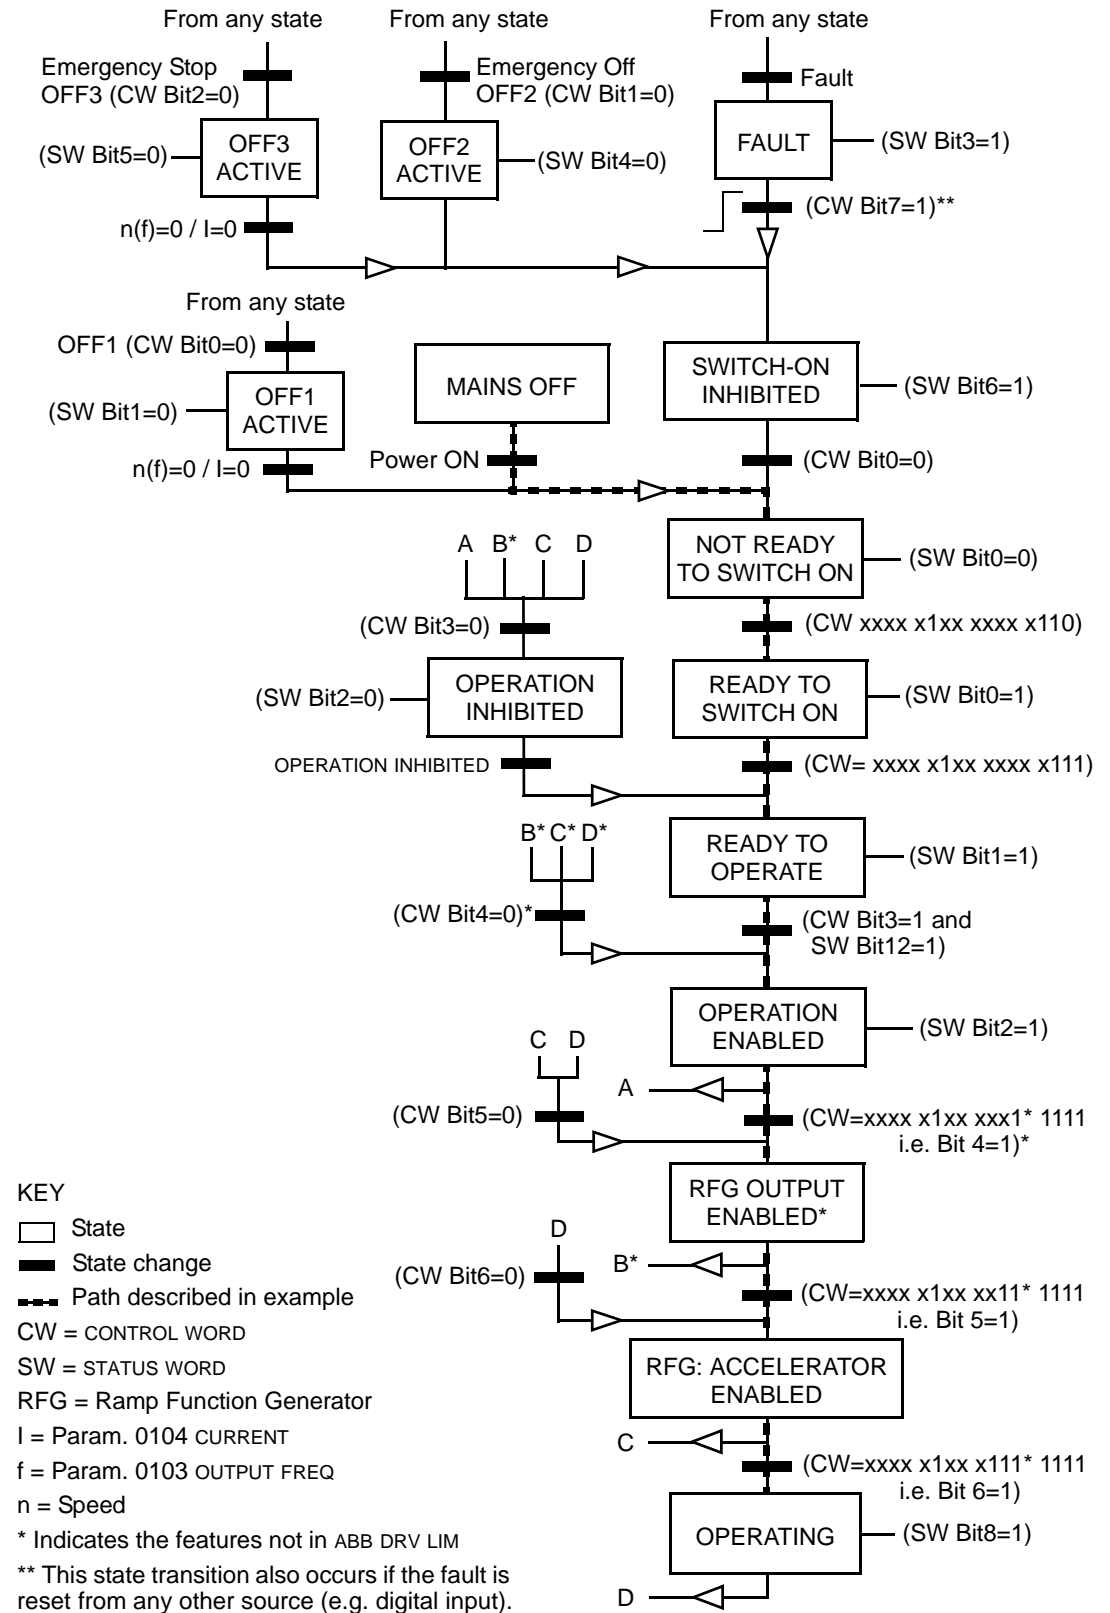 From any state
From any state
From any state
Emergency Stop
OFF3 (CW Bit2=0)
Emergency Off
OFF2 (CW Bit1=0)
Fault
(SW Bit5=0)
OFF3
ACTIVE
OFF2
ACTIVE
(SW Bit4=0)
FAULT
(SW Bit3=1)
n(f)=0 / I=0
(CW Bit7=1)**
From any state
OFF1 (CW Bit0=0)
(SW Bit1=0)
OFF1
ACTIVE
MAINS OFF
SWITCH-ON
INHIBITED
(SW Bit6=1)
n(f)=0 / I=0
Power ON
(CW Bit0=0)
A B* C D
NOT READY
TO SWITCH ON
(SW Bit0=0)
(CW Bit3=0)
(CW xxxx x1xx xxxx x110)
(SW Bit2=0)
OPERATION
INHIBITED
READY TO
SWITCH ON
(SW Bit0=1)
OPERATION INHIBITED
(CW= xxxx x1xx xxxx x111)
B* C* D*
READY TO
OPERATE
(SW Bit1=1)
(CW Bit4=0)*
(CW Bit3=1 and
SW Bit12=1)
OPERATION
ENABLED
(SW Bit2=1)
C D
A
(CW Bit5=0)
(CW=xxxx x1xx xxx1* 1111
i.e. Bit 4=1)*
RFG OUTPUT
ENABLED*
D
B*
(CW Bit6=0)
(CW=xxxx x1xx xx11* 1111
i.e. Bit 5=1)
RFG: ACCELERATOR
ENABLED
C
(CW=xxxx x1xx x111* 1111
i.e. Bit 6=1)
OPERATING
(SW Bit8=1)
D
KEY
State
State change
Path described in example
CW = CONTROL WORD
SW = STATUS WORD
RFG = Ramp Function Generator
I = Param. 0104 CURRENT
f = Param. 0103 OUTPUT FREQ
n = Speed
* Indicates the features not in ABB DRV LIM
** This state transition also occurs if the fault is
reset from any other source (e.g. digital input).